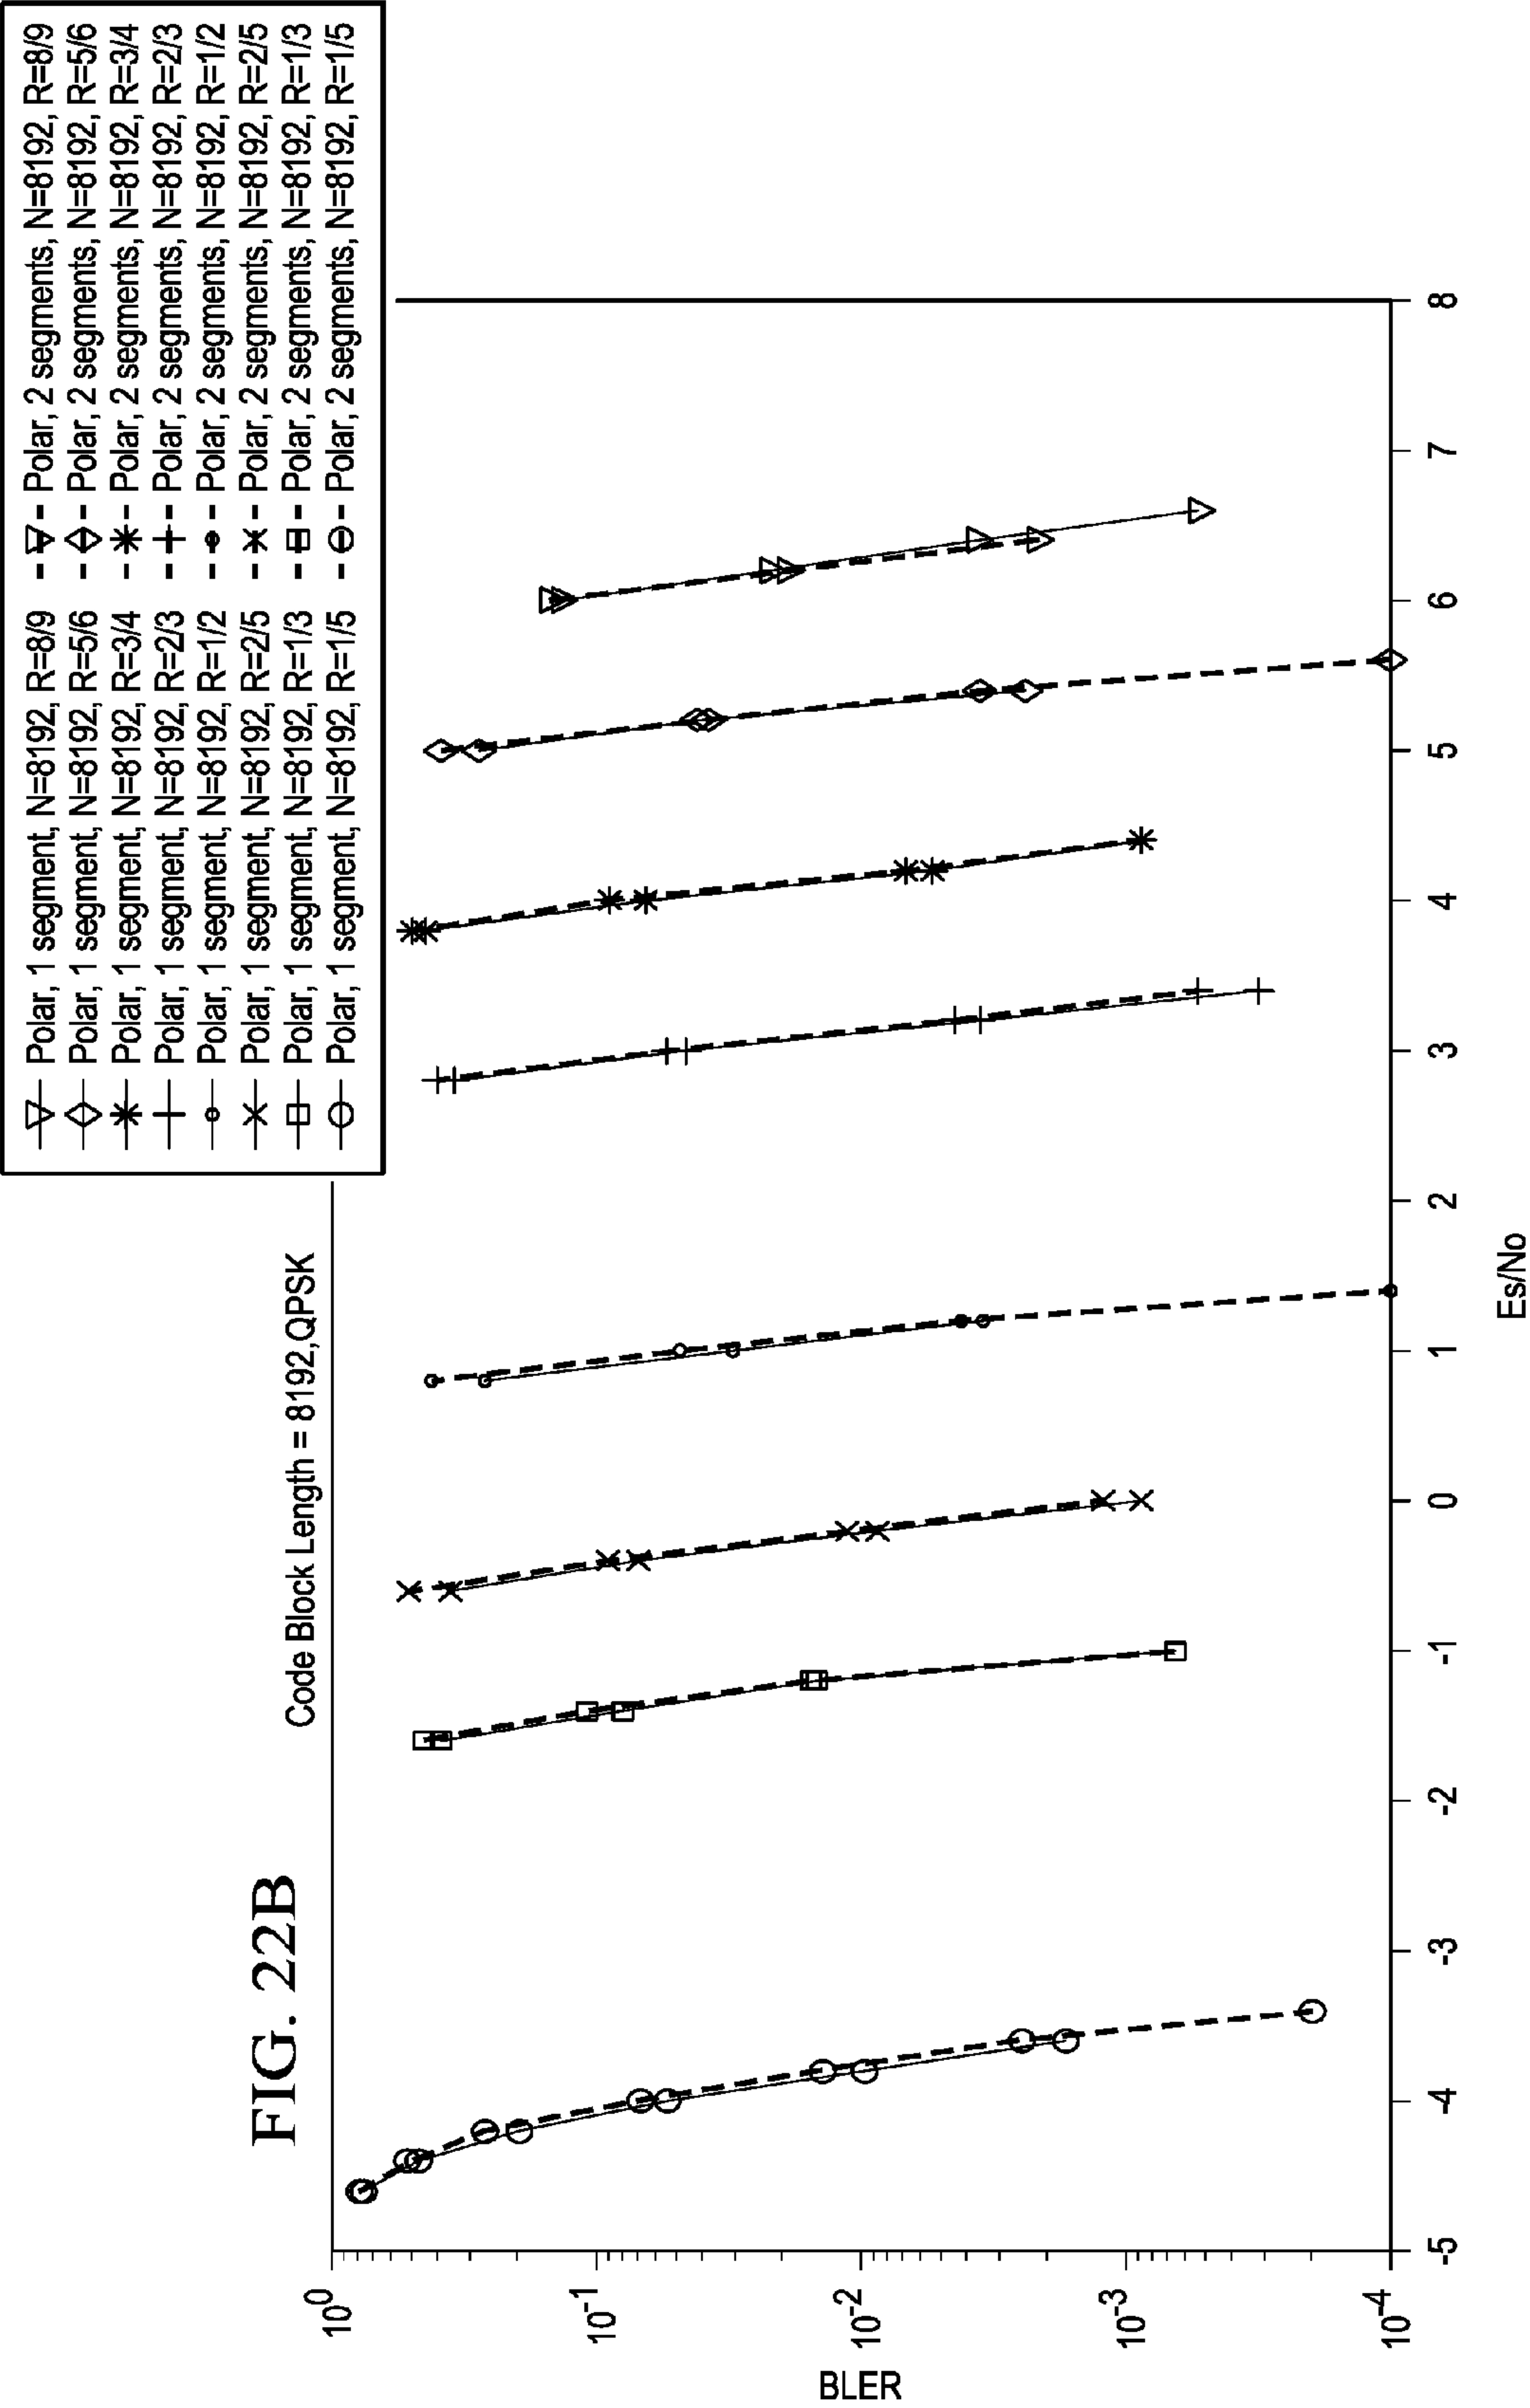 FIG. 22B
Code Block Length = 8192,QPSK
Polar, 1 segment, N=8192, R=8/9
Polar, 1 segment, N=8192, R=5/6
Polar, 1 segment, N=8192, R=3/4
Polar, 1 segment, N=8192, R=2/3
Polar, 1 segment, N=8192, R=1/2
Polar, 1 segment, N=8192, R=2/5
Polar, 1 segment, N=8192, R=1/3
Polar, 1 segment, N=8192, R=1/5
Polar, 2 segments, N=8192, R=8/9
Polar, 2 segments, N=8192, R=5/6
Polar, 2 segments, N=8192, R=3/4
Polar, 2 segments, N=8192, R=2/3
Polar, 2 segments, N=8192, R=1/2
Polar, 2 segments, N=8192, R=2/5
Polar, 2 segments, N=8192, R=1/3
Polar, 2 segments, N=8192, R=1/5
BLER
10⁰
10⁻¹
10⁻²
10⁻³
10⁻⁴
-5
-4
-3
-2
-1
0
1
2
3
4
5
6
7
8
Es/No